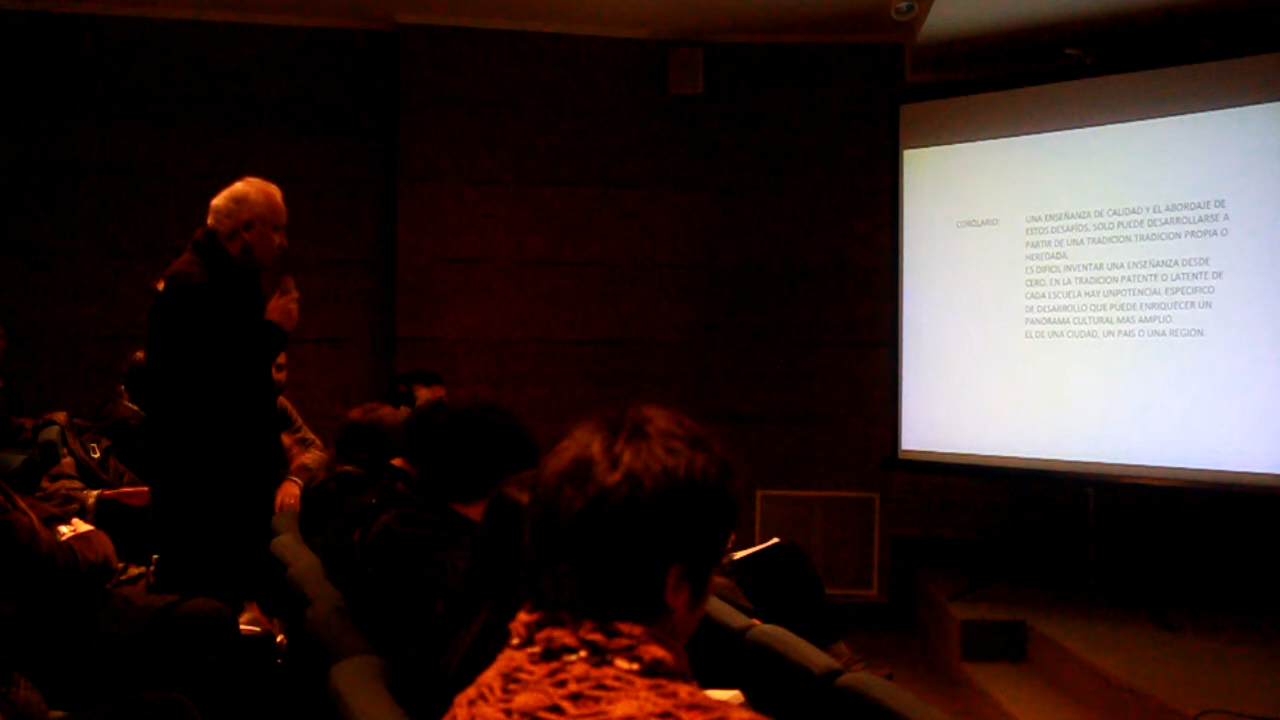 COROLARIO: UNA ENSEÑANZA DE CALIDAD Y EL ABORDAJE DE
ESTOS DESAFÍOS, SOLO PUEDE DESARROLLARSE A
PARTIR DE UNA TRADICION.TRADICION PROPIA O
HEREDADA.
ES DIFICIL INVENTAR UNA ENSEÑANZA DESDE
CERO. EN LA TRADICION PATENTE O LATENTE DE
CADA ESCUELA HAY UNPOTENCIAL ESPECIFICO
DE DESARROLLO QUE PUEDE ENRIQUECER UN
PANORAMA CULTURAL MAS AMPLIO.
EL DE UNA CIUDAD, UN PAIS O UNA REGION.